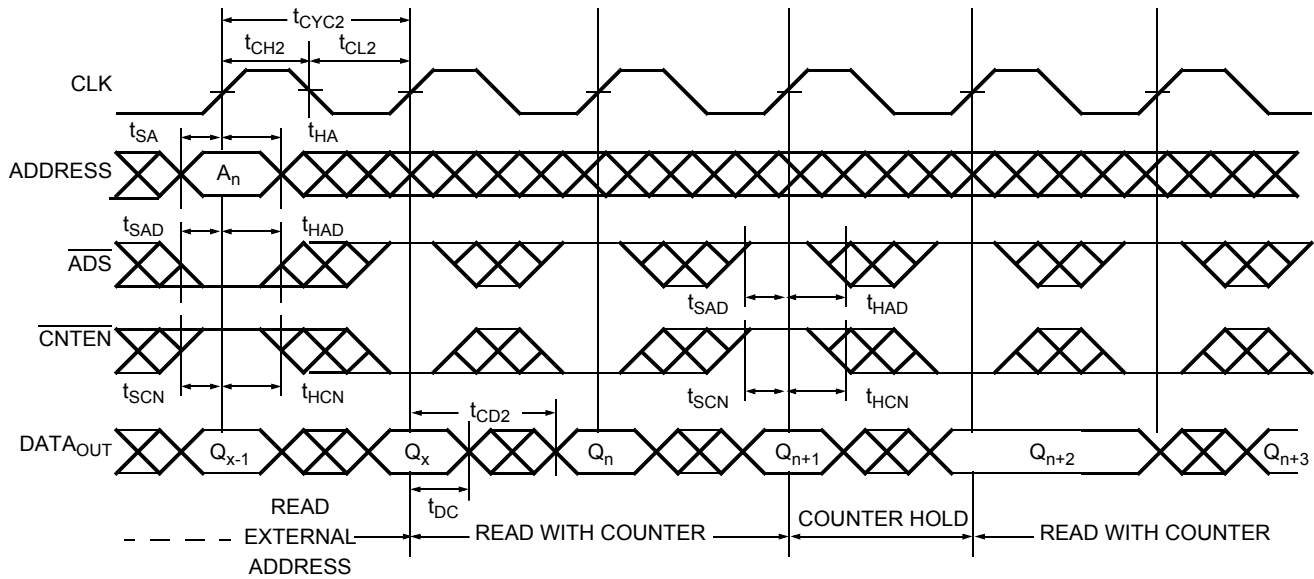 tCYC2
tCH2 tCL2
CLK
tSA tHA
ADDRESS An
tSAD tHAD
ADS
tSAD tHAD
CNTEN
tSCN tHCN tSCN tHCN
tCD2
DATAOUT Qx-1 Qx Qn Qn+1 Qn+2 Qn+3
tDC
READ EXTERNAL ADDRESS
READ WITH COUNTER COUNTER HOLD READ WITH COUNTER